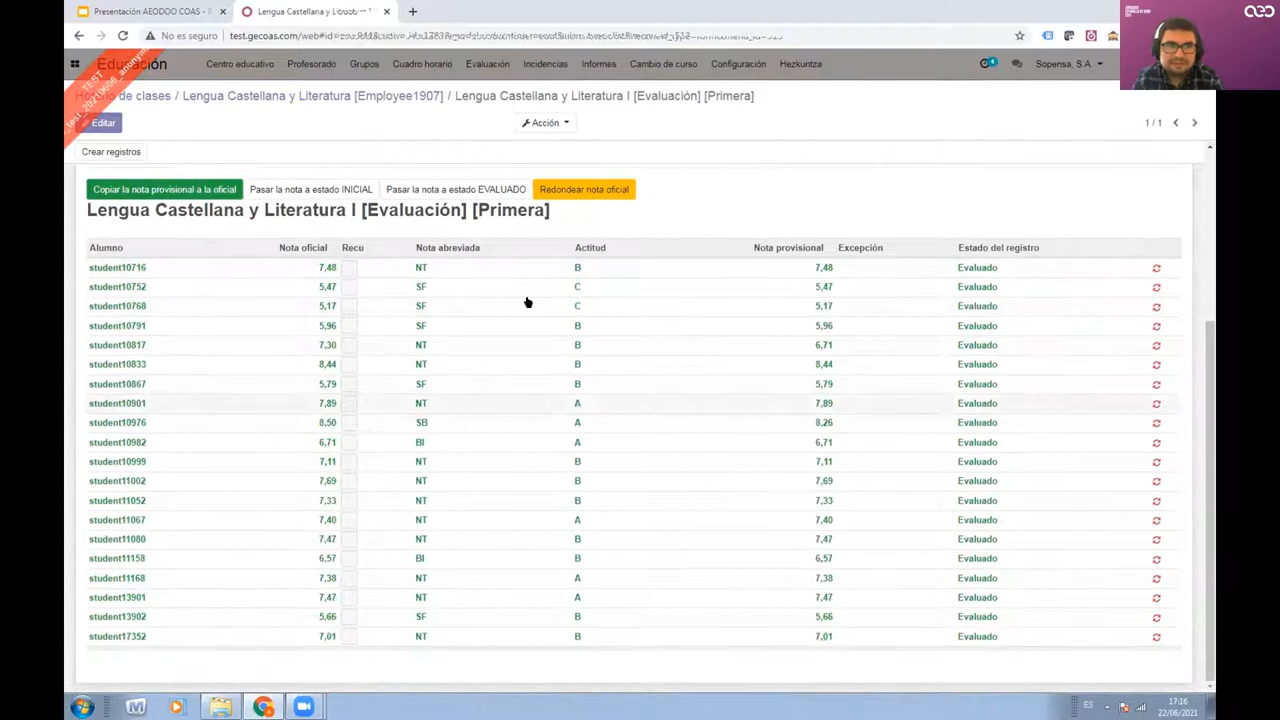 Presentación AEODOO COAS -
Lengua Castellana y Literatura I
No es seguro
Educación
Centro educativo
Profesorado
Grupos
Cuadro horario
Evaluación
Incidencias
Informes
Cambio de curso
Configuración
Hezkuntza
4
Sopensa, S.A
TEST
Horario de clases / Lengua Castellana y Literatura [Employee1907] / Lengua Castellana y Literatura I [Evaluación] [Primera]
Editar
Acción
1 / 1
Crear registros
Copiar la nota provisional a la oficial
Pasar la nota a estado INICIAL
Pasar la nota a estado EVALUADO
Redondear nota oficial
Lengua Castellana y Literatura I [Evaluación] [Primera]
Alumno Nota oficial Recu Nota abreviada Actitud Nota provisional Excepción Estado del registro
student10716 7,48 NT B 7,48 Evaluado
student10752 5,47 SF C 5,47 Evaluado
student10768 5,17 SF C 5,17 Evaluado
student10791 5,96 SF B 5,96 Evaluado
student10817 7,30 NT B 6,71 Evaluado
student10833 8,44 NT B 8,44 Evaluado
student10867 5,79 SF B 5,79 Evaluado
student10901 7,89 NT A 7,89 Evaluado
student10976 8,50 SB A 8,26 Evaluado
student10982 6,71 BI A 6,71 Evaluado
student10999 7,11 NT B 7,11 Evaluado
student11002 7,69 NT B 7,69 Evaluado
student11052 7,33 NT B 7,33 Evaluado
student11067 7,40 NT A 7,40 Evaluado
student11080 7,47 NT B 7,47 Evaluado
student11158 6,57 BI B 6,57 Evaluado
student11168 7,38 NT A 7,38 Evaluado
student13901 7,47 NT A 7,47 Evaluado
student13902 5,66 SF B 5,66 Evaluado
student17352 7,01 NT B 7,01 Evaluado
ES
17:16
22/06/2021